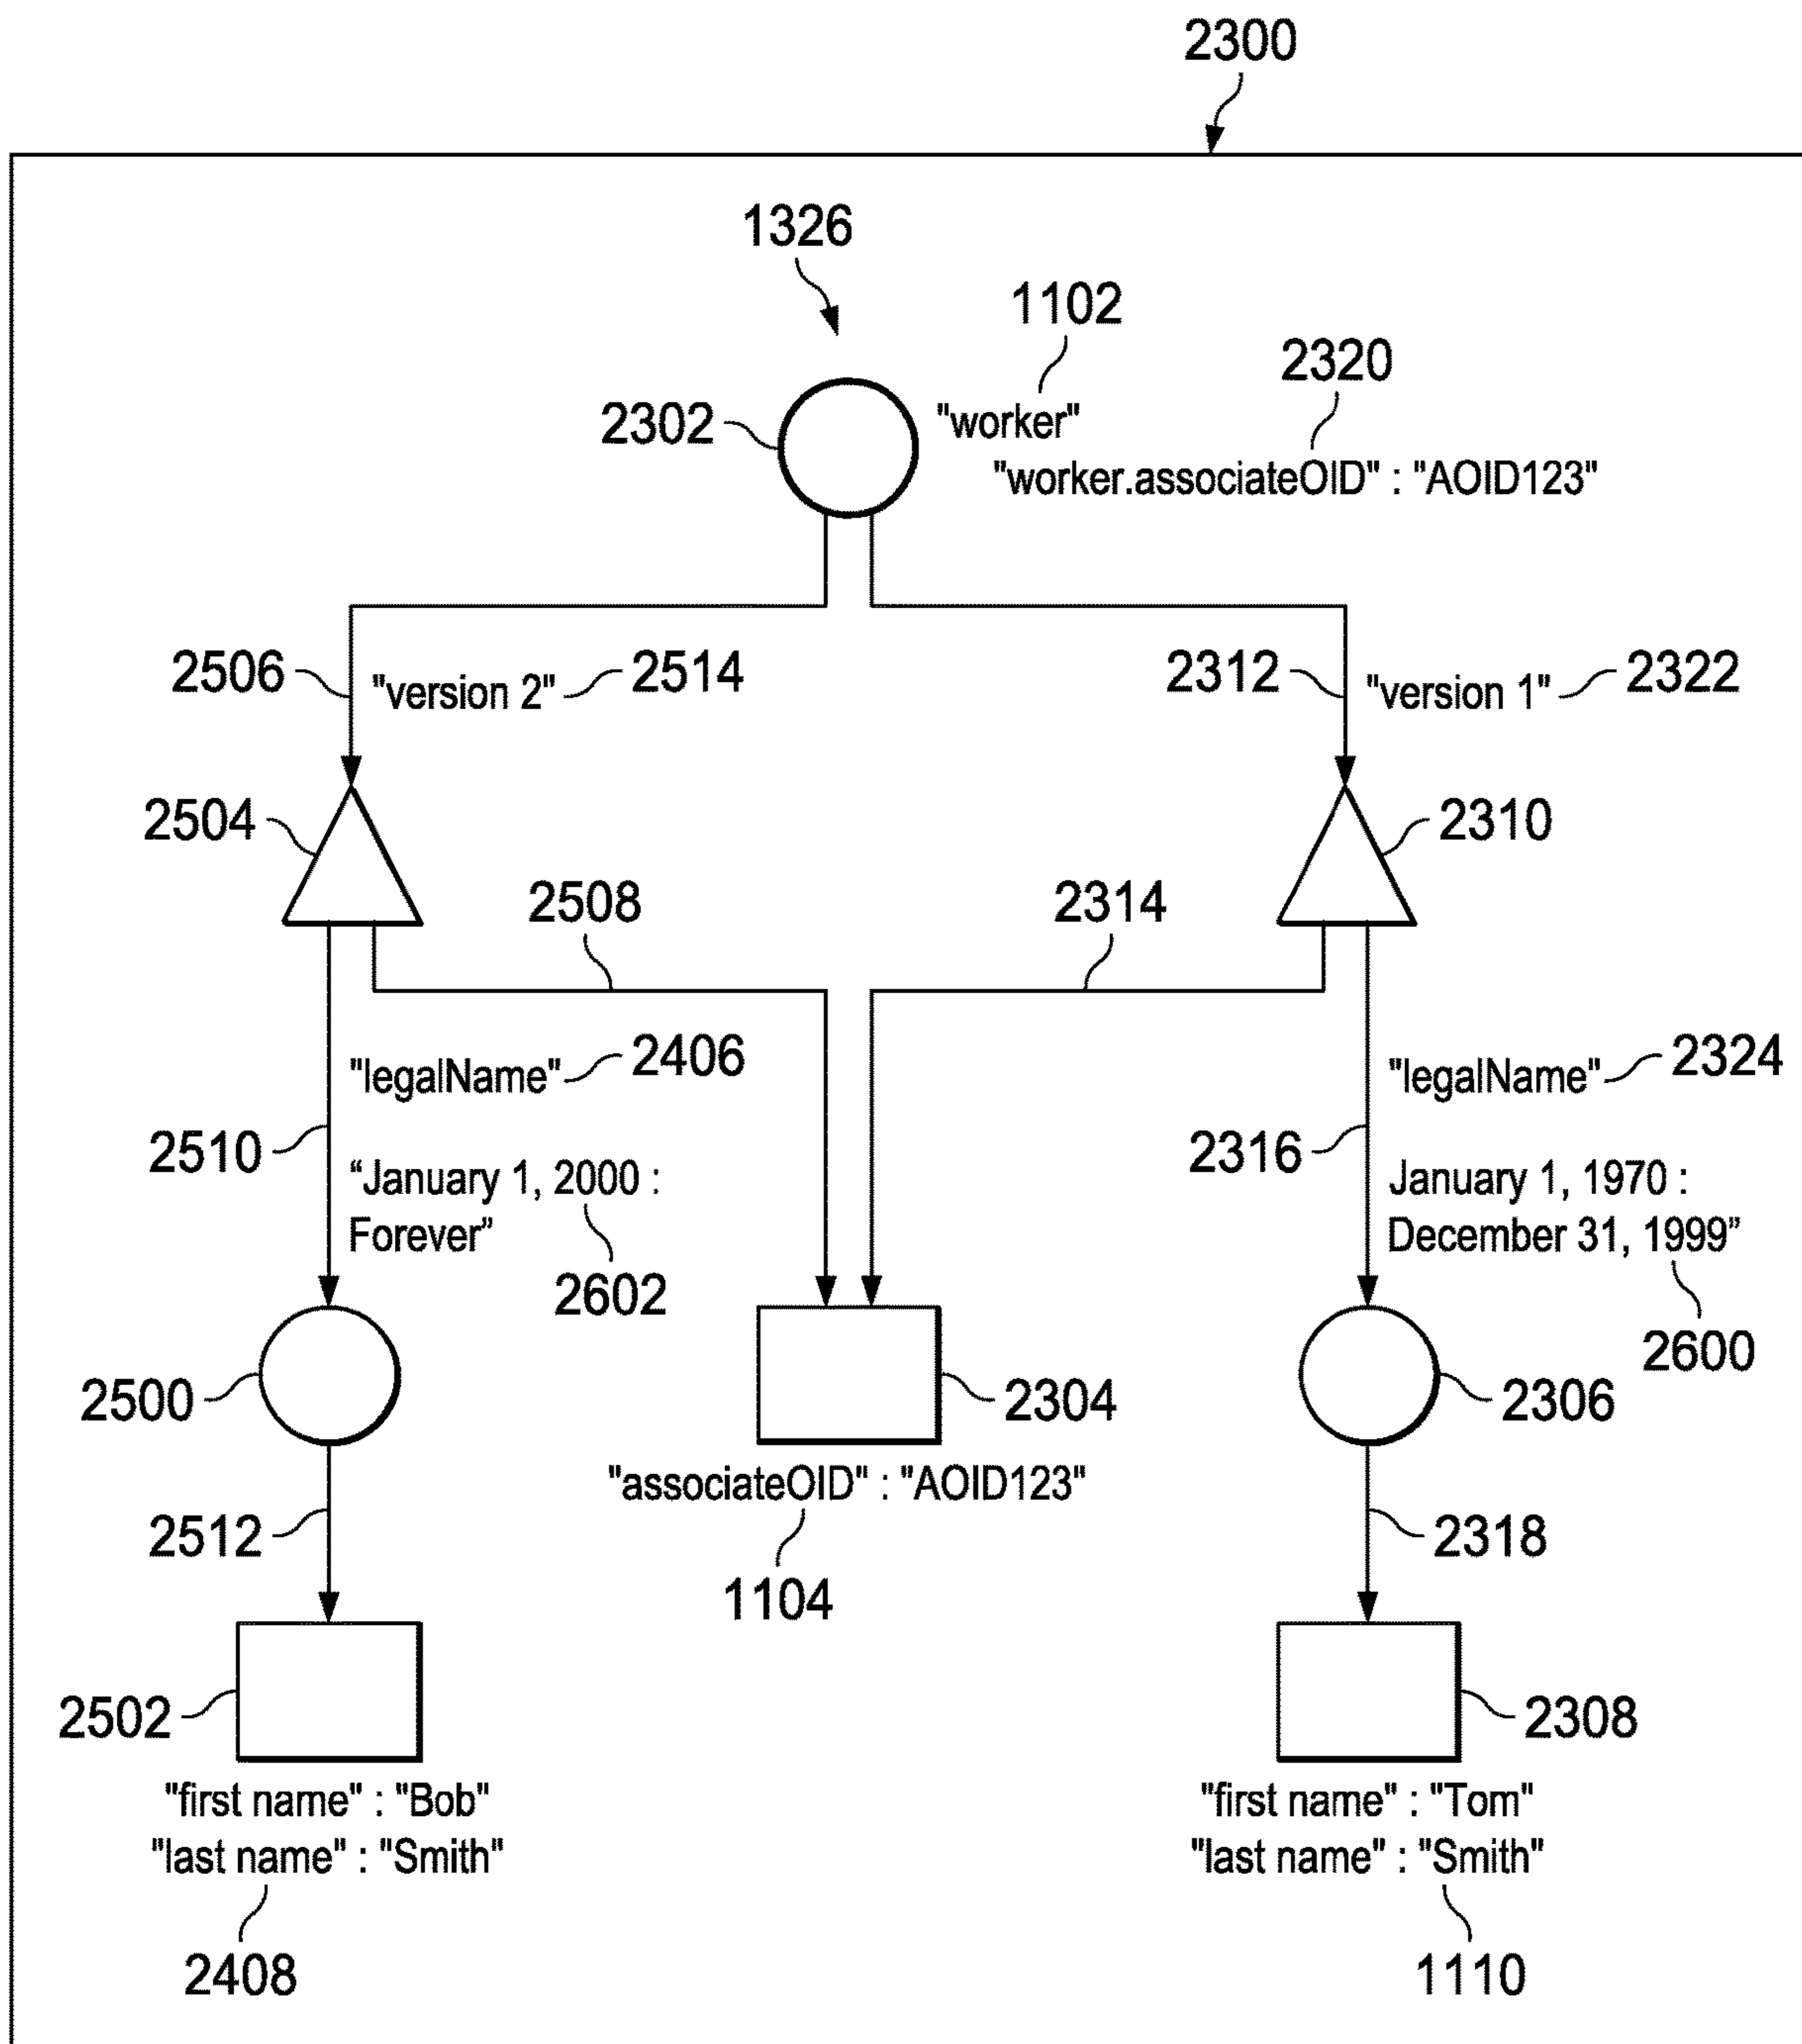 2300
1326
1102
2320
2302
"worker"
"worker.associateOID" : "AOID123"
2506
"version 2"
2514
2312
"version 1"
2322
2504
2310
2508
2314
"legalName"
2406
"legalName"
2324
2510
2316
“January 1, 2000 :
Forever”
2602
January 1, 1970 :
December 31, 1999”
2600
2500
2304
2306
"associateOID" : "AOID123"
1104
2512
2318
2502
2308
"first name" : "Bob"
"last name" : "Smith"
2408
"first name" : "Tom"
"last name" : "Smith"
1110